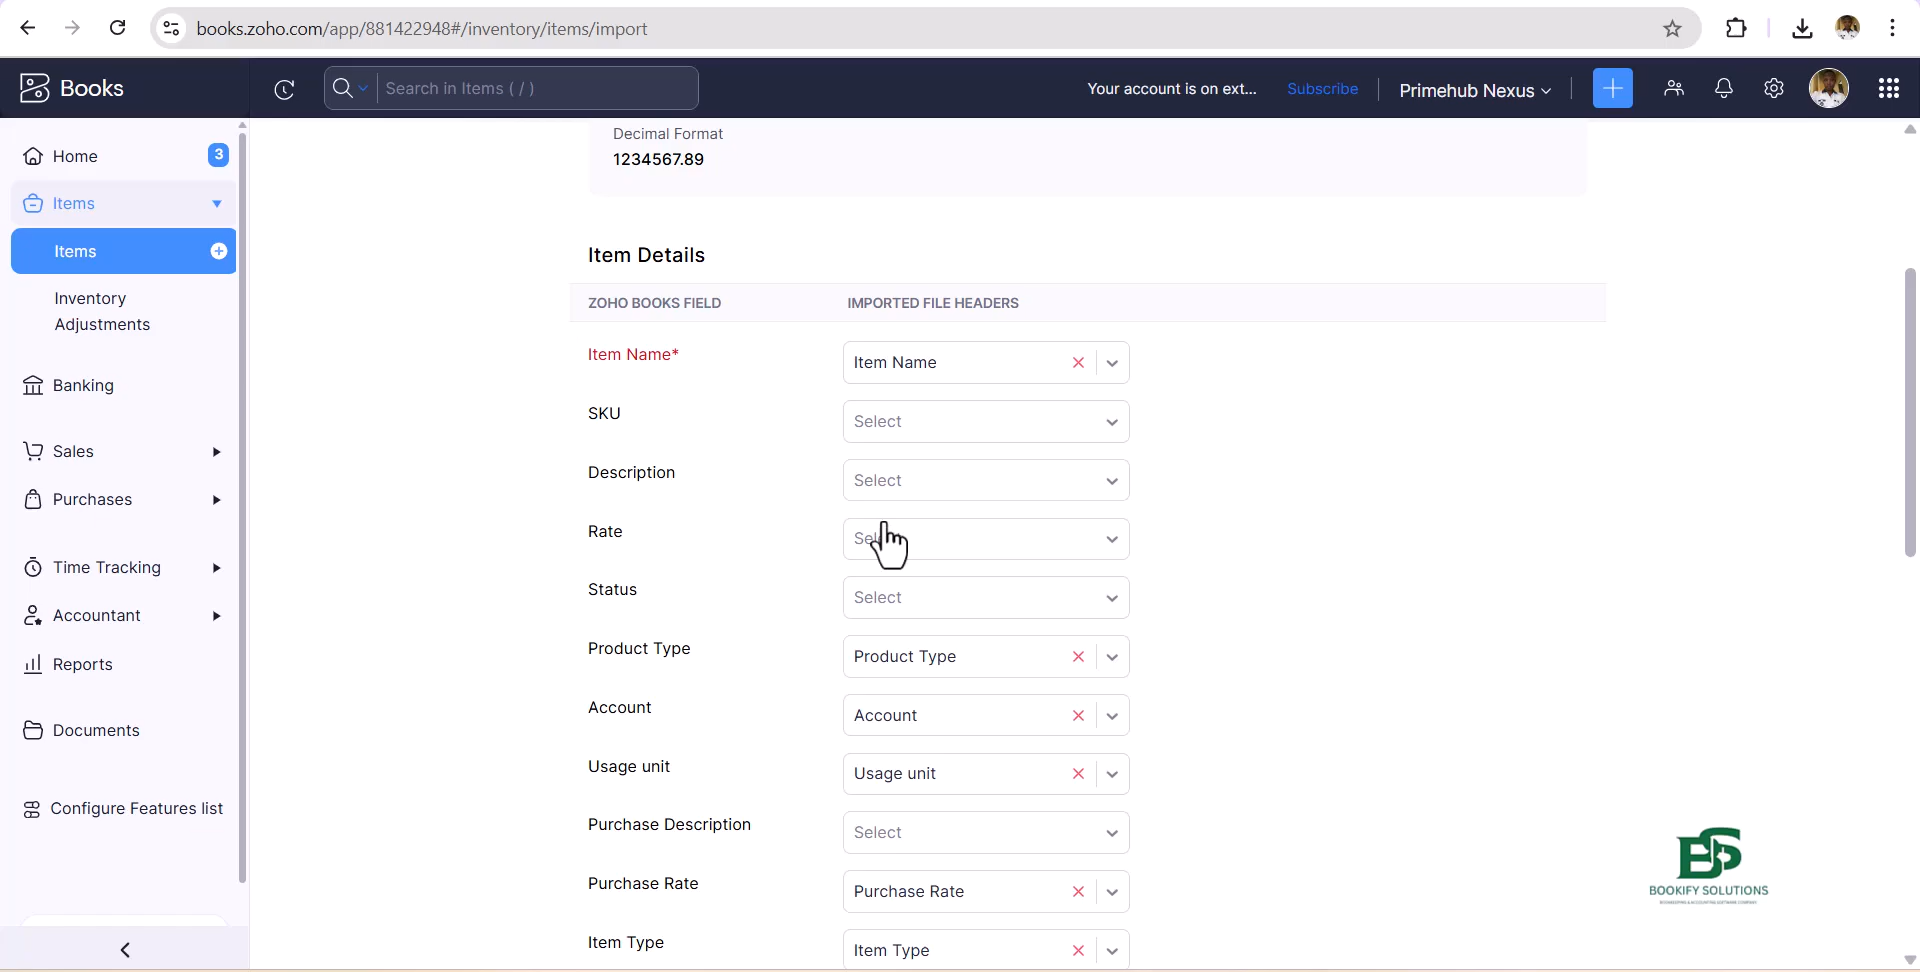 books.zoho.com/app/881422948#/inventory/items/import
Books
Search in Items ( / )
Your account is on ext...
Subscribe
Primehub Nexus
Home
3
Items
Items
Inventory
Adjustments
Banking
Sales
Purchases
Time Tracking
Accountant
Reports
Documents
Configure Features list
Decimal Format
1234567.89
Item Details
ZOHO BOOKS FIELD
IMPORTED FILE HEADERS
Item Name*
Item Name
SKU
Select
Description
Select
Rate
Status
Select
Product Type
Product Type
Account
Account
Usage unit
Usage unit
Purchase Description
Select
Purchase Rate
Purchase Rate
Item Type
Item Type
BOOKIFY SOLUTIONS